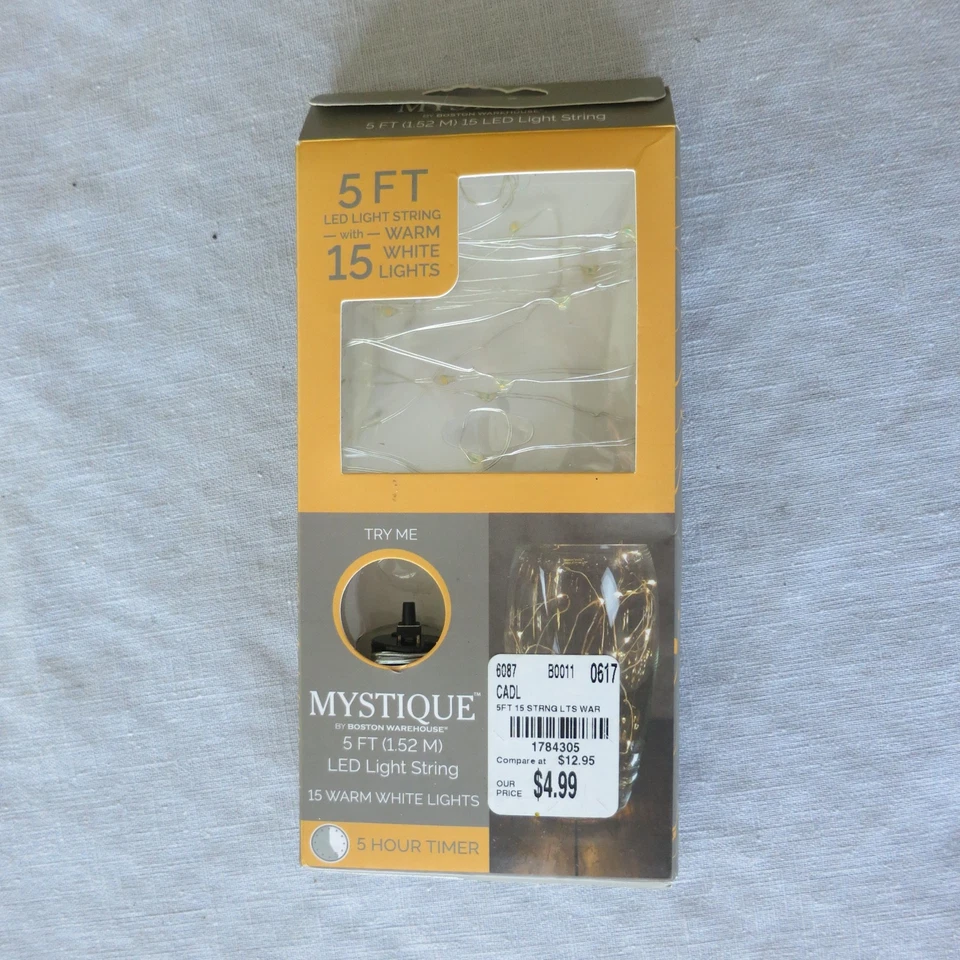 MYS
BY BOSTON WAREHOUSE
5 FT (1.52 M) 15 LED Light String
5 FT
LED LIGHT STRING
— with — WARM
15 WHITE
LIGHTS
TRY ME
MYSTIQUE™
BY BOSTON WAREHOUSE®
5 FT (1.52 M)
LED Light String
15 WARM WHITE LIGHTS
5 HOUR TIMER
6087 B0011 0617
CADL
5FT 15 STRNG LTS WAR
1784305
Compare at $12.95
OUR PRICE $4.99